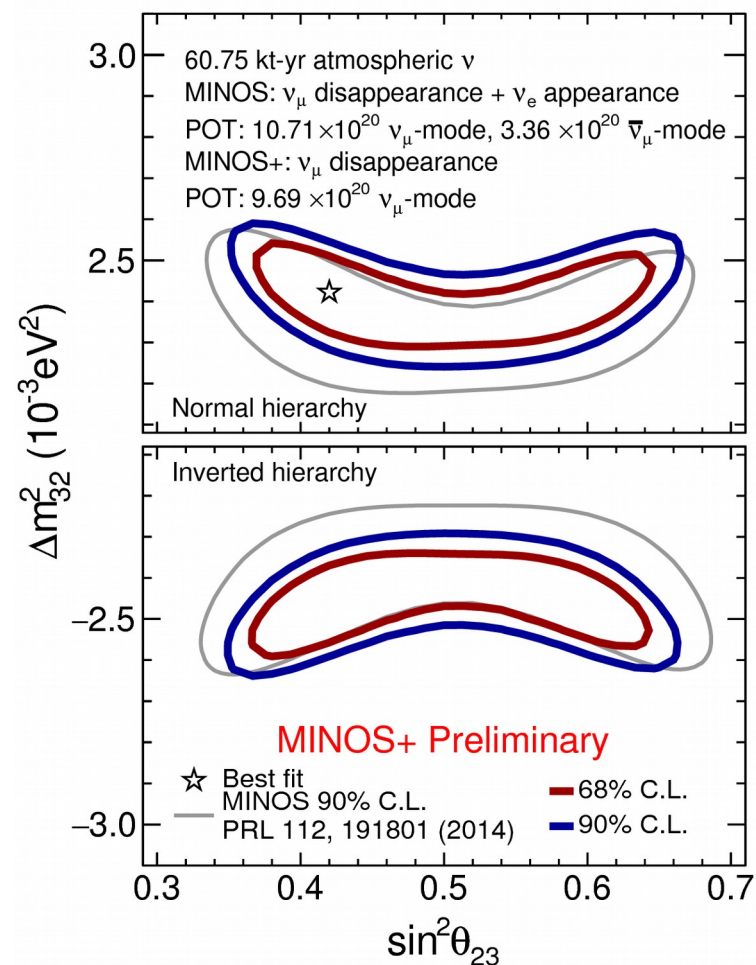 3.0
60.75 kt-yr atmospheric ν
MINOS: νμ disappearance + νe appearance
POT: 10.71 ×10²⁰ νμ-mode, 3.36 ×10²⁰ ν̅μ-mode
MINOS+: νμ disappearance
POT: 9.69 ×10²⁰ νμ-mode
2.5
Normal hierarchy
Δm²₃₂ (10⁻³eV²)
Inverted hierarchy
−2.5
MINOS+ Preliminary
Best fit
MINOS 90% C.L.
PRL 112, 191801 (2014)
68% C.L.
90% C.L.
−3.0
0.3 0.4 0.5 0.6 0.7
sin²θ₂₃